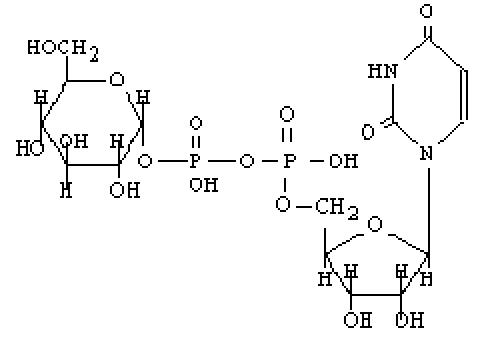 O
HOCH2 O HN
H H O O
HO OH H O N
O P O P OH
H OH OH
O CH2 O
H H H H
OH OH